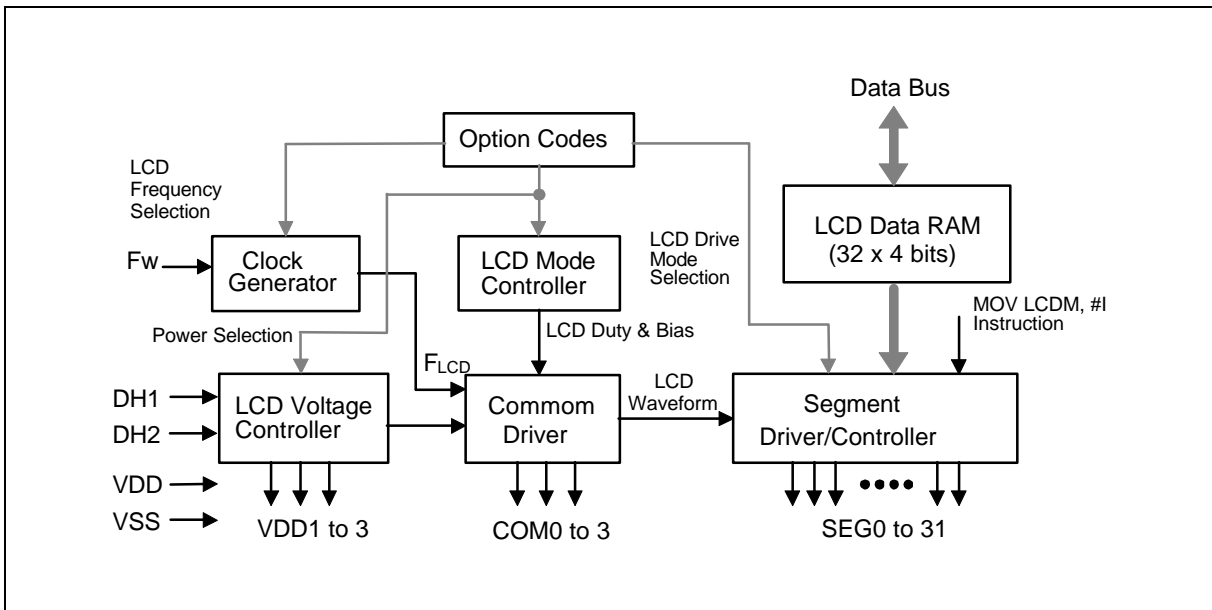 Data Bus
Option Codes
LCD
Frequency
Selection
LCD Data RAM
(32 x 4 bits)
LCD Drive
Mode
Selection
Fw
Clock
Generator
LCD Mode
Controller
MOV LCDM, #I
Instruction
Power Selection
LCD Duty & Bias
FLCD
LCD
Waveform
DH1
DH2
LCD Voltage
Controller
Commom
Driver
Segment
Driver/Controller
VDD
VSS
VDD1 to 3
COM0 to 3
SEG0 to 31